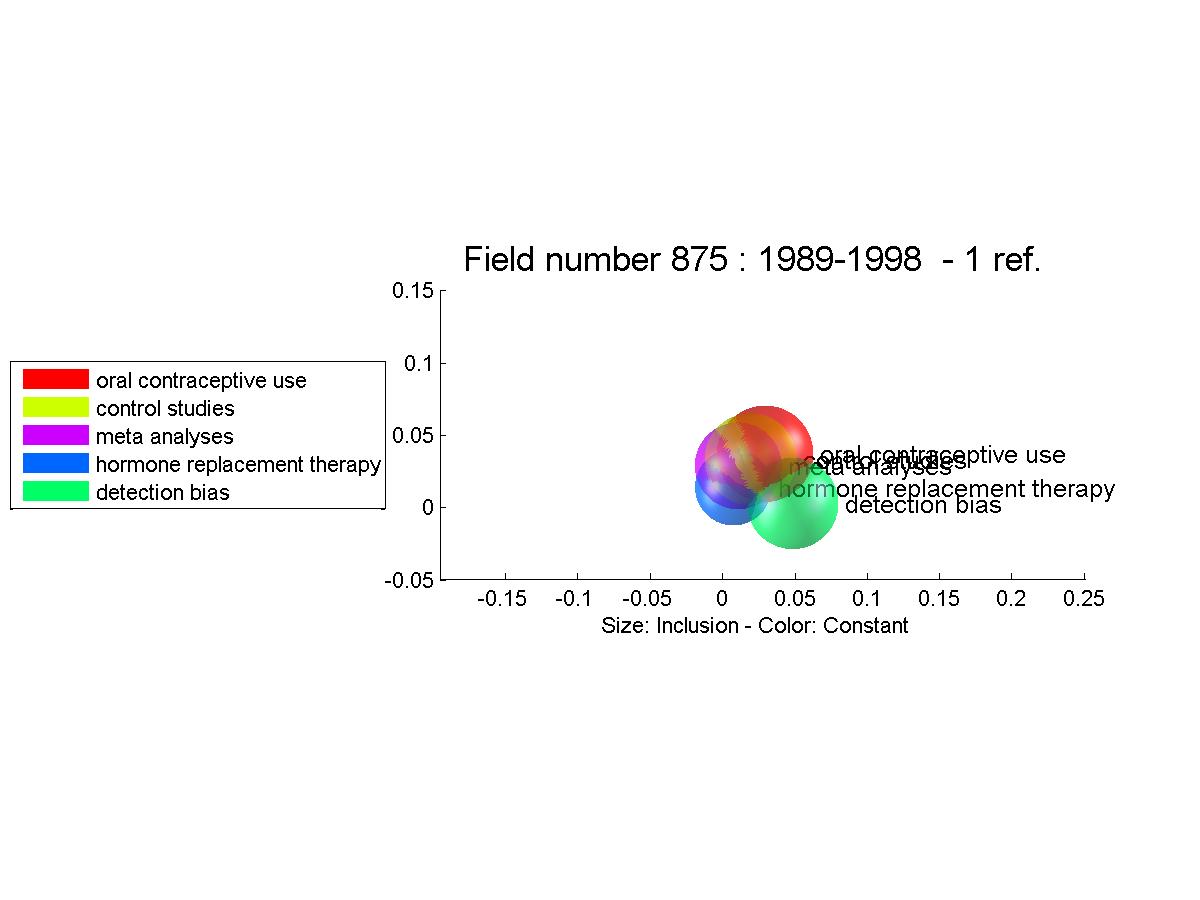 Field number 875 : 1989-1998 - 1 ref.
0.15
0.1
0.05
0
-0.05
oral contraceptive use
control studies
meta analyses
hormone replacement therapy
detection bias
oral contraceptive use
control studies
meta analyses
hormone replacement therapy
detection bias
-0.15 -0.1 -0.05 0 0.05 0.1 0.15 0.2 0.25
Size: Inclusion - Color: Constant